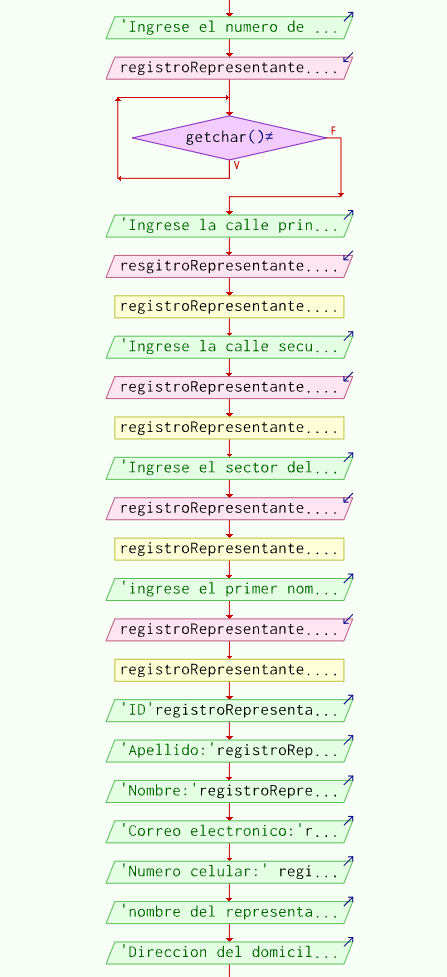 'Ingrese el numero de ...
registroRepresentante....
getchar()≠
F
V
'Ingrese la calle prin...
resgitroRepresentante....
registroRepresentante....
'Ingrese la calle secu...
registroRepresentante....
registroRepresentante....
'Ingrese el sector del...
registroRepresentante....
registroRepresentante....
'ingrese el primer nom...
registroRepresentante....
registroRepresentante....
'ID'registroRepresenta...
'Apellido:'registroRep...
'Nombre:'registroRepre...
'Correo electronico:'r...
'Numero celular:' regi...
'nombre del representa...
'Direccion del domicil...